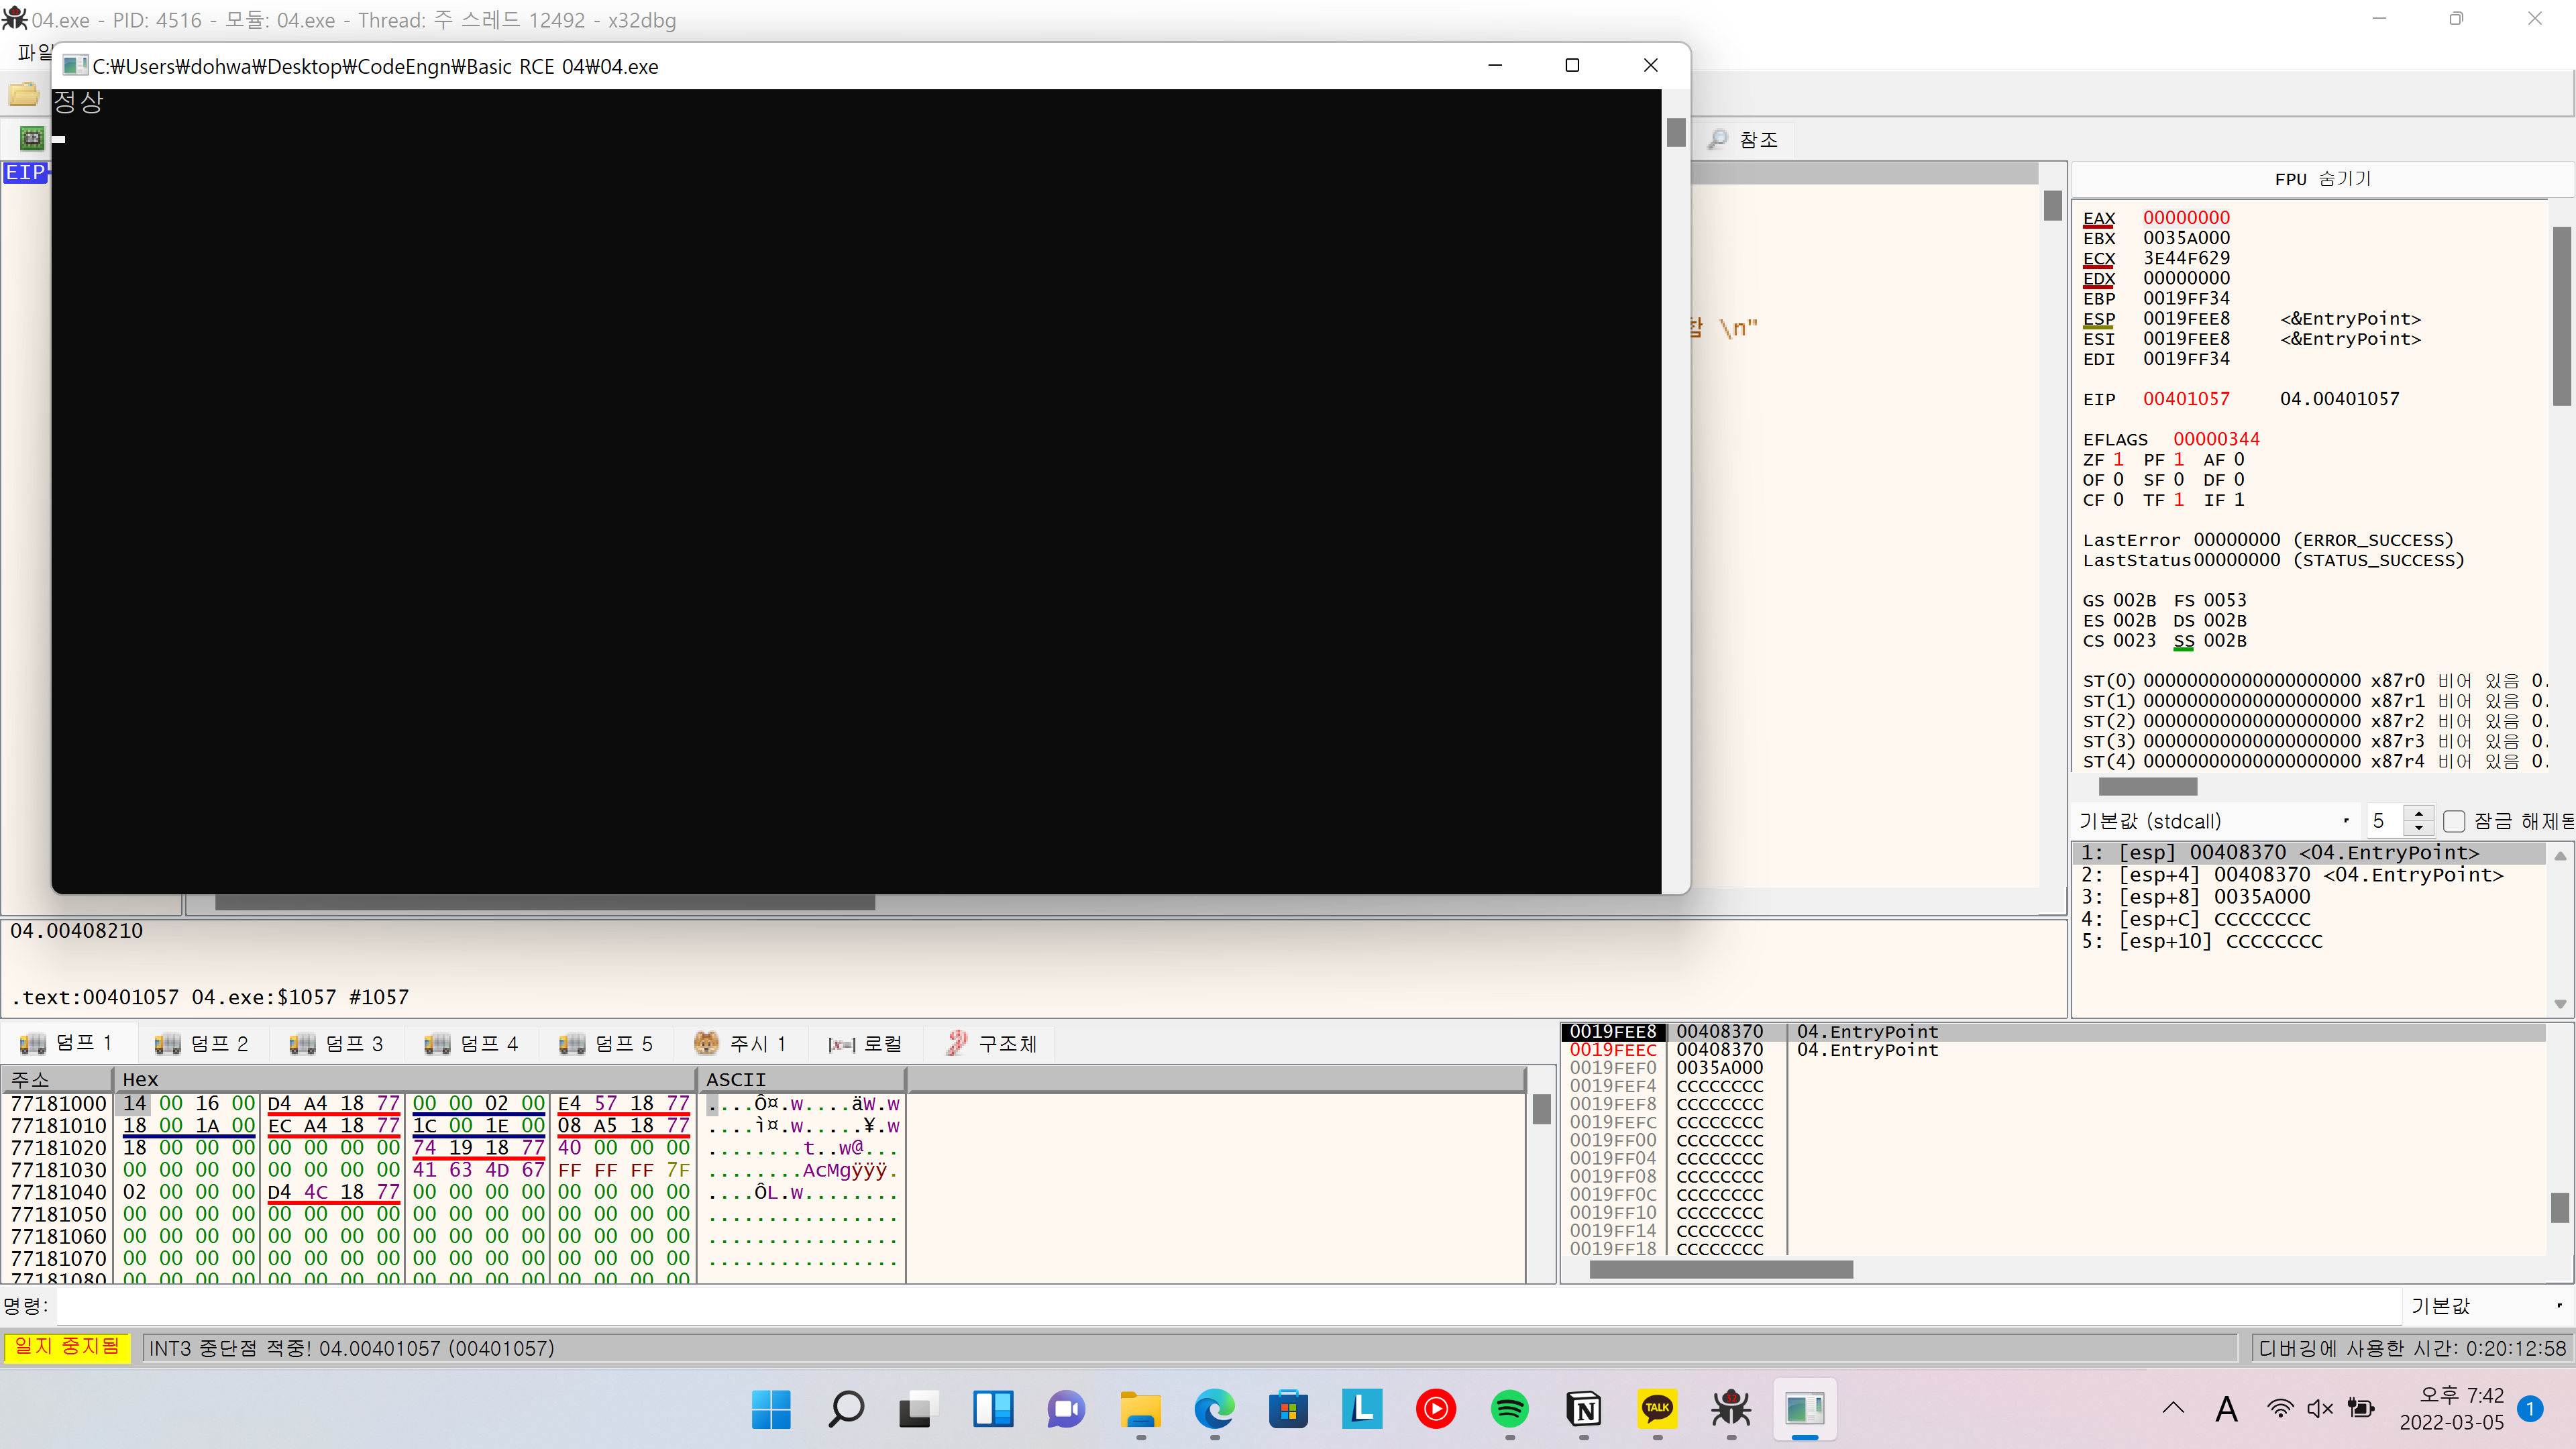 04.exe - PID: 4516 - 모듈: 04.exe - Thread: 주 스레드 12492 - x32dbg
파일
C:₩Users₩dohwa₩Desktop₩CodeEngn₩Basic RCE 04₩04.exe
정상
참조
EIP
함 \n"
FPU 숨기기
EAX 00000000
EBX 0035A000
ECX 3E44F629
EDX 00000000
EBP 0019FF34
ESP 0019FEE8 <&EntryPoint>
ESI 0019FEE8 <&EntryPoint>
EDI 0019FF34
EIP 00401057 04.00401057
EFLAGS 00000344
ZF 1 PF 1 AF 0
OF 0 SF 0 DF 0
CF 0 TF 1 IF 1
LastError 00000000 (ERROR_SUCCESS)
LastStatus 00000000 (STATUS_SUCCESS)
GS 002B FS 0053
ES 002B DS 002B
CS 0023 SS 002B
ST(0) 00000000000000000000 x87r0 비어 있음 0.
ST(1) 00000000000000000000 x87r1 비어 있음 0.
ST(2) 00000000000000000000 x87r2 비어 있음 0.
ST(3) 00000000000000000000 x87r3 비어 있음 0.
ST(4) 00000000000000000000 x87r4 비어 있음 0.
기본값 (stdcall) 5 잠금 해제됨
1: [esp] 00408370 <04.EntryPoint>
2: [esp+4] 00408370 <04.EntryPoint>
3: [esp+8] 0035A000
4: [esp+C] CCCCCCCC
5: [esp+10] CCCCCCCC
04.00408210
.text:00401057 04.exe:$1057 #1057
덤프 1 덤프 2 덤프 3 덤프 4 덤프 5 주시 1 [x=] 로컬 구조체
주소 Hex ASCII
77181000 14 00 16 00 D4 A4 18 77 00 00 02 00 E4 57 18 77 ....Ô¤.w....äW.w
77181010 18 00 1A 00 EC A4 18 77 1C 00 1E 00 08 A5 18 77 ....ì¤.w.....¥.w
77181020 18 00 00 00 00 00 00 00 74 19 18 77 40 00 00 00 ........t..w@...
77181030 00 00 00 00 00 00 00 00 41 63 4D 67 FF FF FF 7F ........AcMgÿÿÿ.
77181040 02 00 00 00 D4 4C 18 77 00 00 00 00 00 00 00 00 ....ÔL.w........
77181050 00 00 00 00 00 00 00 00 00 00 00 00 00 00 00 00 ................
77181060 00 00 00 00 00 00 00 00 00 00 00 00 00 00 00 00 ................
77181070 00 00 00 00 00 00 00 00 00 00 00 00 00 00 00 00 ................
77181080 00 00 00 00 00 00 00 00 00 00 00 00 00 00 00 00
0019FEE8 00408370 04.EntryPoint
0019FEEC 00408370 04.EntryPoint
0019FEF0 0035A000
0019FEF4 CCCCCCCC
0019FEF8 CCCCCCCC
0019FEFC CCCCCCCC
0019FF00 CCCCCCCC
0019FF04 CCCCCCCC
0019FF08 CCCCCCCC
0019FF0C CCCCCCCC
0019FF10 CCCCCCCC
0019FF14 CCCCCCCC
0019FF18 CCCCCCCC
명령: 기본값
일지 중지됨 INT3 중단점 적중! 04.00401057 (00401057) 디버깅에 사용한 시간: 0:20:12:58
L N TALK A 오후 7:42 1
2022-03-05